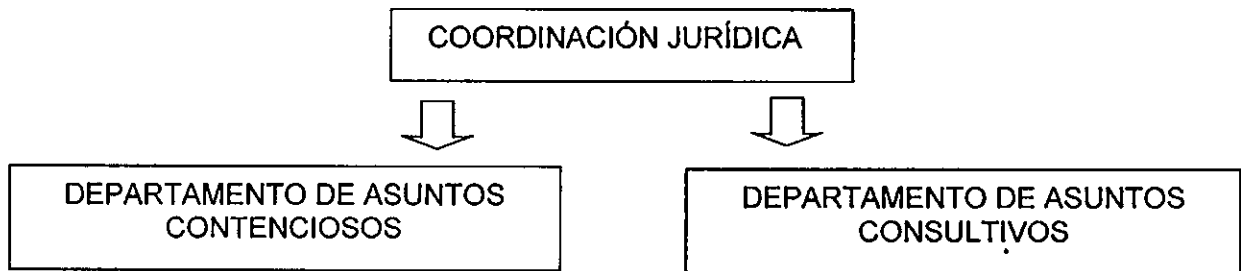 COORDINACIÓN JURÍDICA
DEPARTAMENTO DE ASUNTOS
CONTENCIOSOS
DEPARTAMENTO DE ASUNTOS
CONSULTIVOS